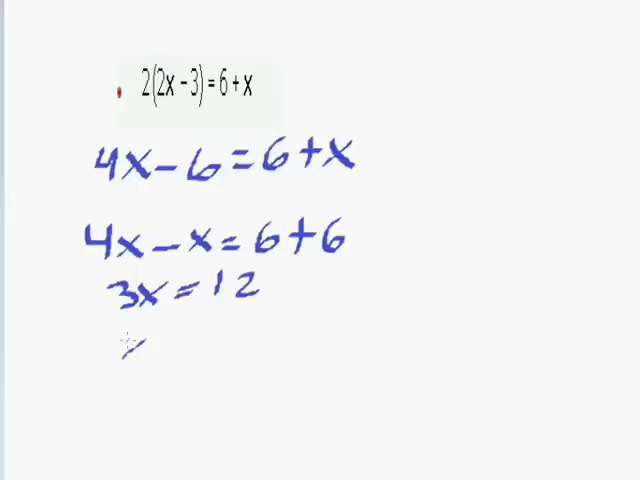 2(2x – 3) = 6 + x
4x – 6 = 6 + x
4x – x = 6 + 6
3x = 12